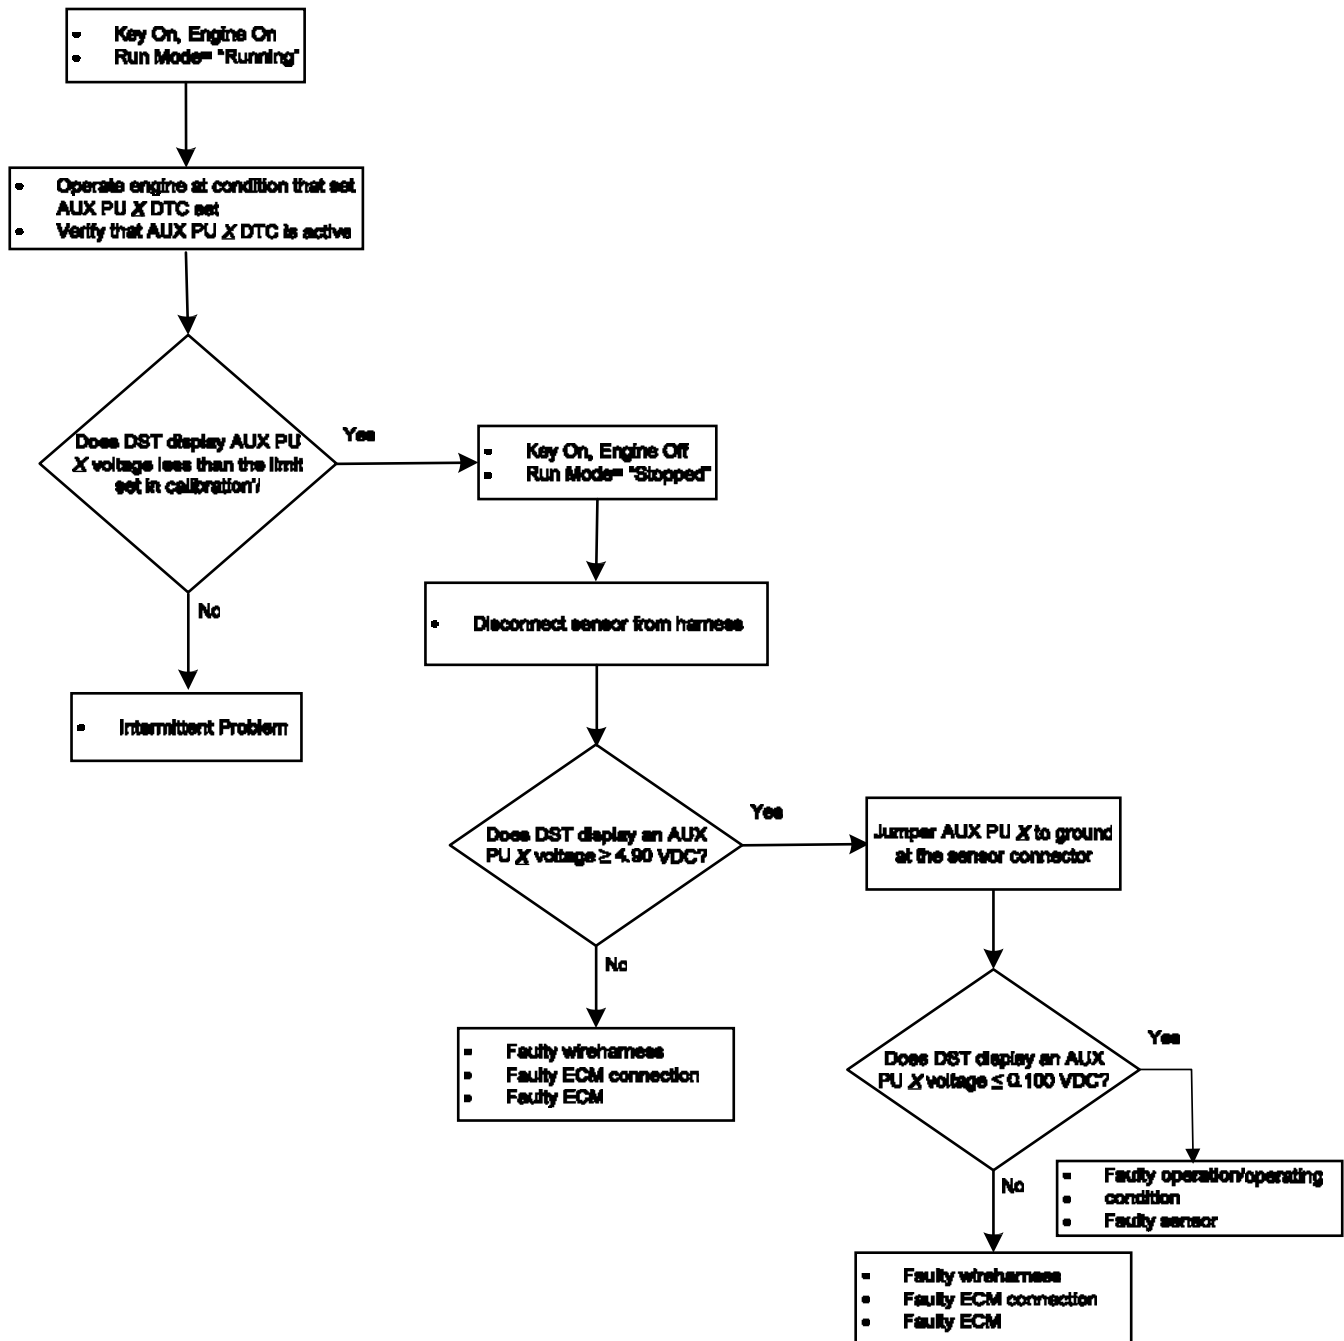 • Key On, Engine On
• Run Mode= "Running"
• Operate engine at condition that set
AUX PU X DTC set
• Verify that AUX PU X DTC is active
Does DST display AUX PU
X voltage less than the limit
set in calibration?
Yes
No
• Intermittent Problem
• Key On, Engine Off
• Run Mode= "Stopped"
• Disconnect sensor from harness
Does DST display an AUX
PU X voltage ≥ 4.90 VDC?
Yes
No
• Faulty wireharness
• Faulty ECM connection
• Faulty ECM
Jumper AUX PU X to ground
at the sensor connector
Does DST display an AUX
PU X voltage ≤ 0.100 VDC?
Yes
No
• Faulty operation/operating
• condition
• Faulty sensor
• Faulty wireharness
• Faulty ECM connection
• Faulty ECM